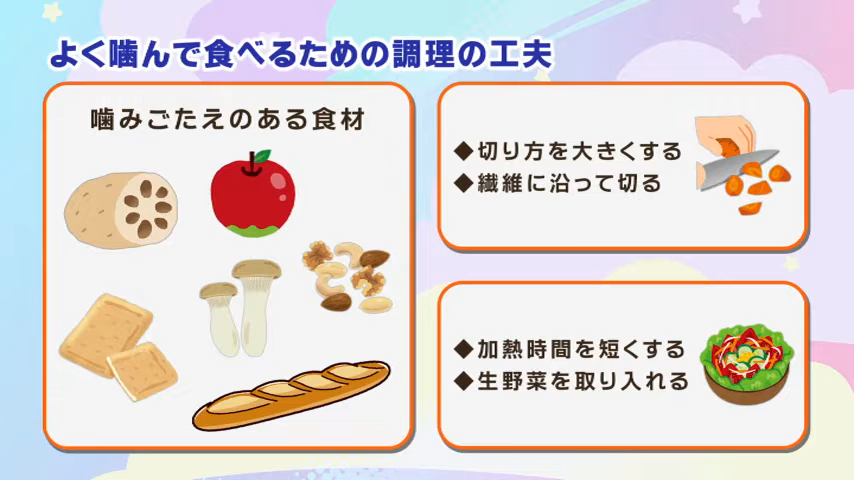 よく噛んで食べるための調理の工夫
噛みごたえのある食材
◆切り方を大きくする
◆繊維に沿って切る
◆加熱時間を短くする
◆生野菜を取り入れる